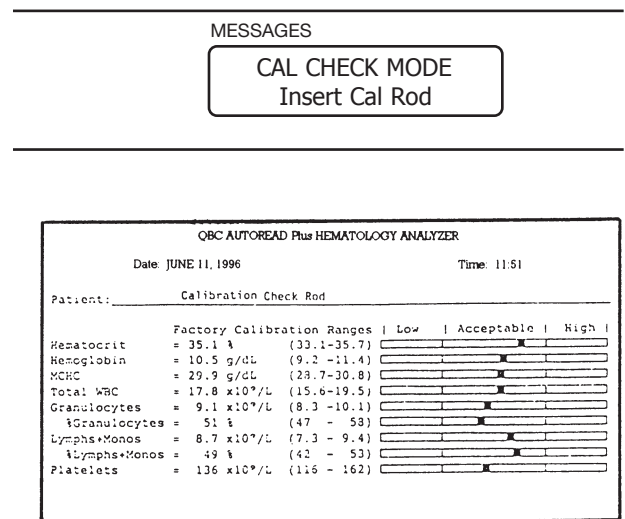 MESSAGES
CAL CHECK MODE
Insert Cal Rod
QBC AUTOREAD Plus HEMATOLOGY ANALYZER
Date: JUNE 11, 1996 Time: 11:51
Patient: Calibration Check Rod
Factory Calibration Ranges | Low | Acceptable | High |
Hematocrit = 35.1 % (33.1-35.7)
Hemoglobin = 10.5 g/dL (9.2 -11.4)
MCHC = 29.9 g/dL (28.7-30.8)
Total WBC = 17.8 x10⁹/L (15.6-19.5)
Granulocytes = 9.1 x10⁹/L (8.3 -10.1)
%Granulocytes = 51 % (47 - 58)
Lymphs+Monos = 8.7 x10⁹/L (7.3 - 9.4)
%Lymphs+Monos = 49 % (42 - 53)
Platelets = 136 x10⁹/L (116 - 162)